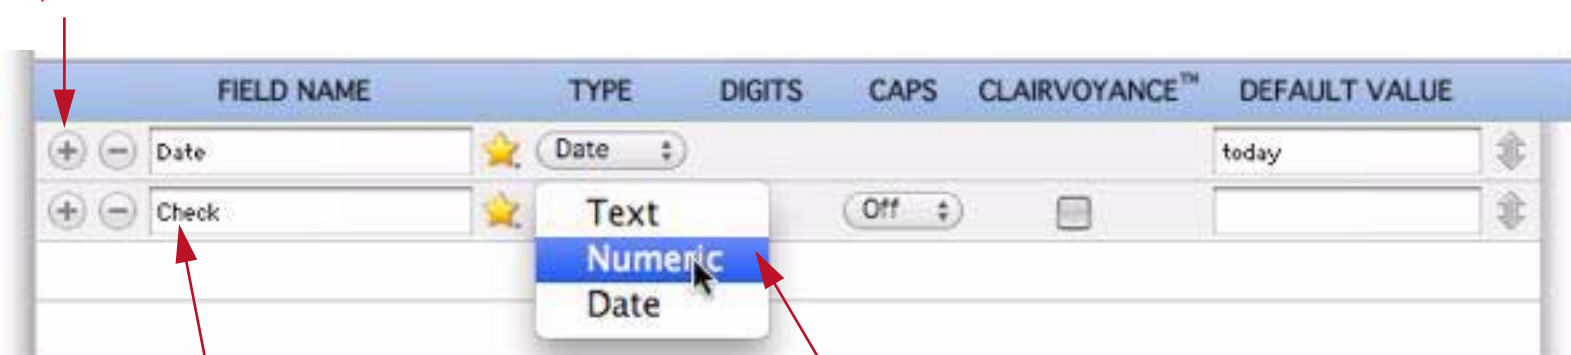 FIELD NAME TYPE DIGITS CAPS CLAIRVOYANCE™ DEFAULT VALUE
Date Date today
Check Text Off
Numeric
Date